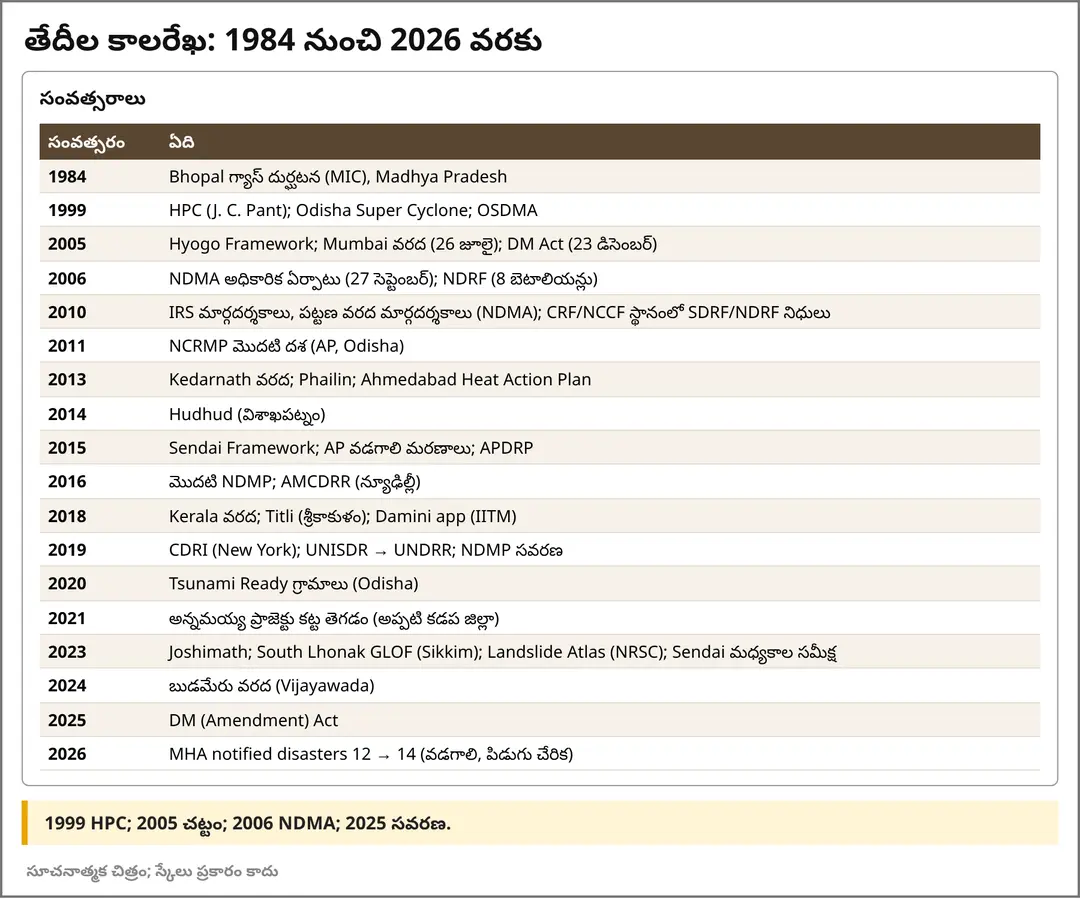 తేదీల కాలరేఖ: 1984 నుంచి 2026 వరకు
సంవత్సరాలు
సంవత్సరం ఏది
1984 Bhopal గ్యాస్ దుర్ఘటన (MIC), Madhya Pradesh
1999 HPC (J. C. Pant); Odisha Super Cyclone; OSDMA
2005 Hyogo Framework; Mumbai వరద (26 జూలై); DM Act (23 డిసెంబర్)
2006 NDMA అధికారిక ఏర్పాటు (27 సెప్టెంబర్); NDRF (8 బెటాలియన్లు)
2010 IRS మార్గదర్శకాలు, పట్టణ వరద మార్గదర్శకాలు (NDMA); CRF/NCCF స్థానంలో SDRF/NDRF నిధులు
2011 NCRMP మొదటి దశ (AP, Odisha)
2013 Kedarnath వరద; Phailin; Ahmedabad Heat Action Plan
2014 Hudhud (విశాఖపట్నం)
2015 Sendai Framework; AP వడగాలి మరణాలు; APDRP
2016 మొదటి NDMP; AMCDRR (న్యూఢిల్లీ)
2018 Kerala వరద; Titli (శ్రీకాకుళం); Damini app (IITM)
2019 CDRI (New York); UNISDR → UNDRR; NDMP సవరణ
2020 Tsunami Ready గ్రామాలు (Odisha)
2021 అన్నమయ్య ప్రాజెక్టు కట్ట తెగడం (అప్పటి కడప జిల్లా)
2023 Joshimath; South Lhonak GLOF (Sikkim); Landslide Atlas (NRSC); Sendai మధ్యకాల సమీక్ష
2024 బుడమేరు వరద (Vijayawada)
2025 DM (Amendment) Act
2026 MHA notified disasters 12 → 14 (వడగాలి, పిడుగు చేరిక)
1999 HPC; 2005 చట్టం; 2006 NDMA; 2025 సవరణ.
సూచనాత్మక చిత్రం; స్కేలు ప్రకారం కాదు